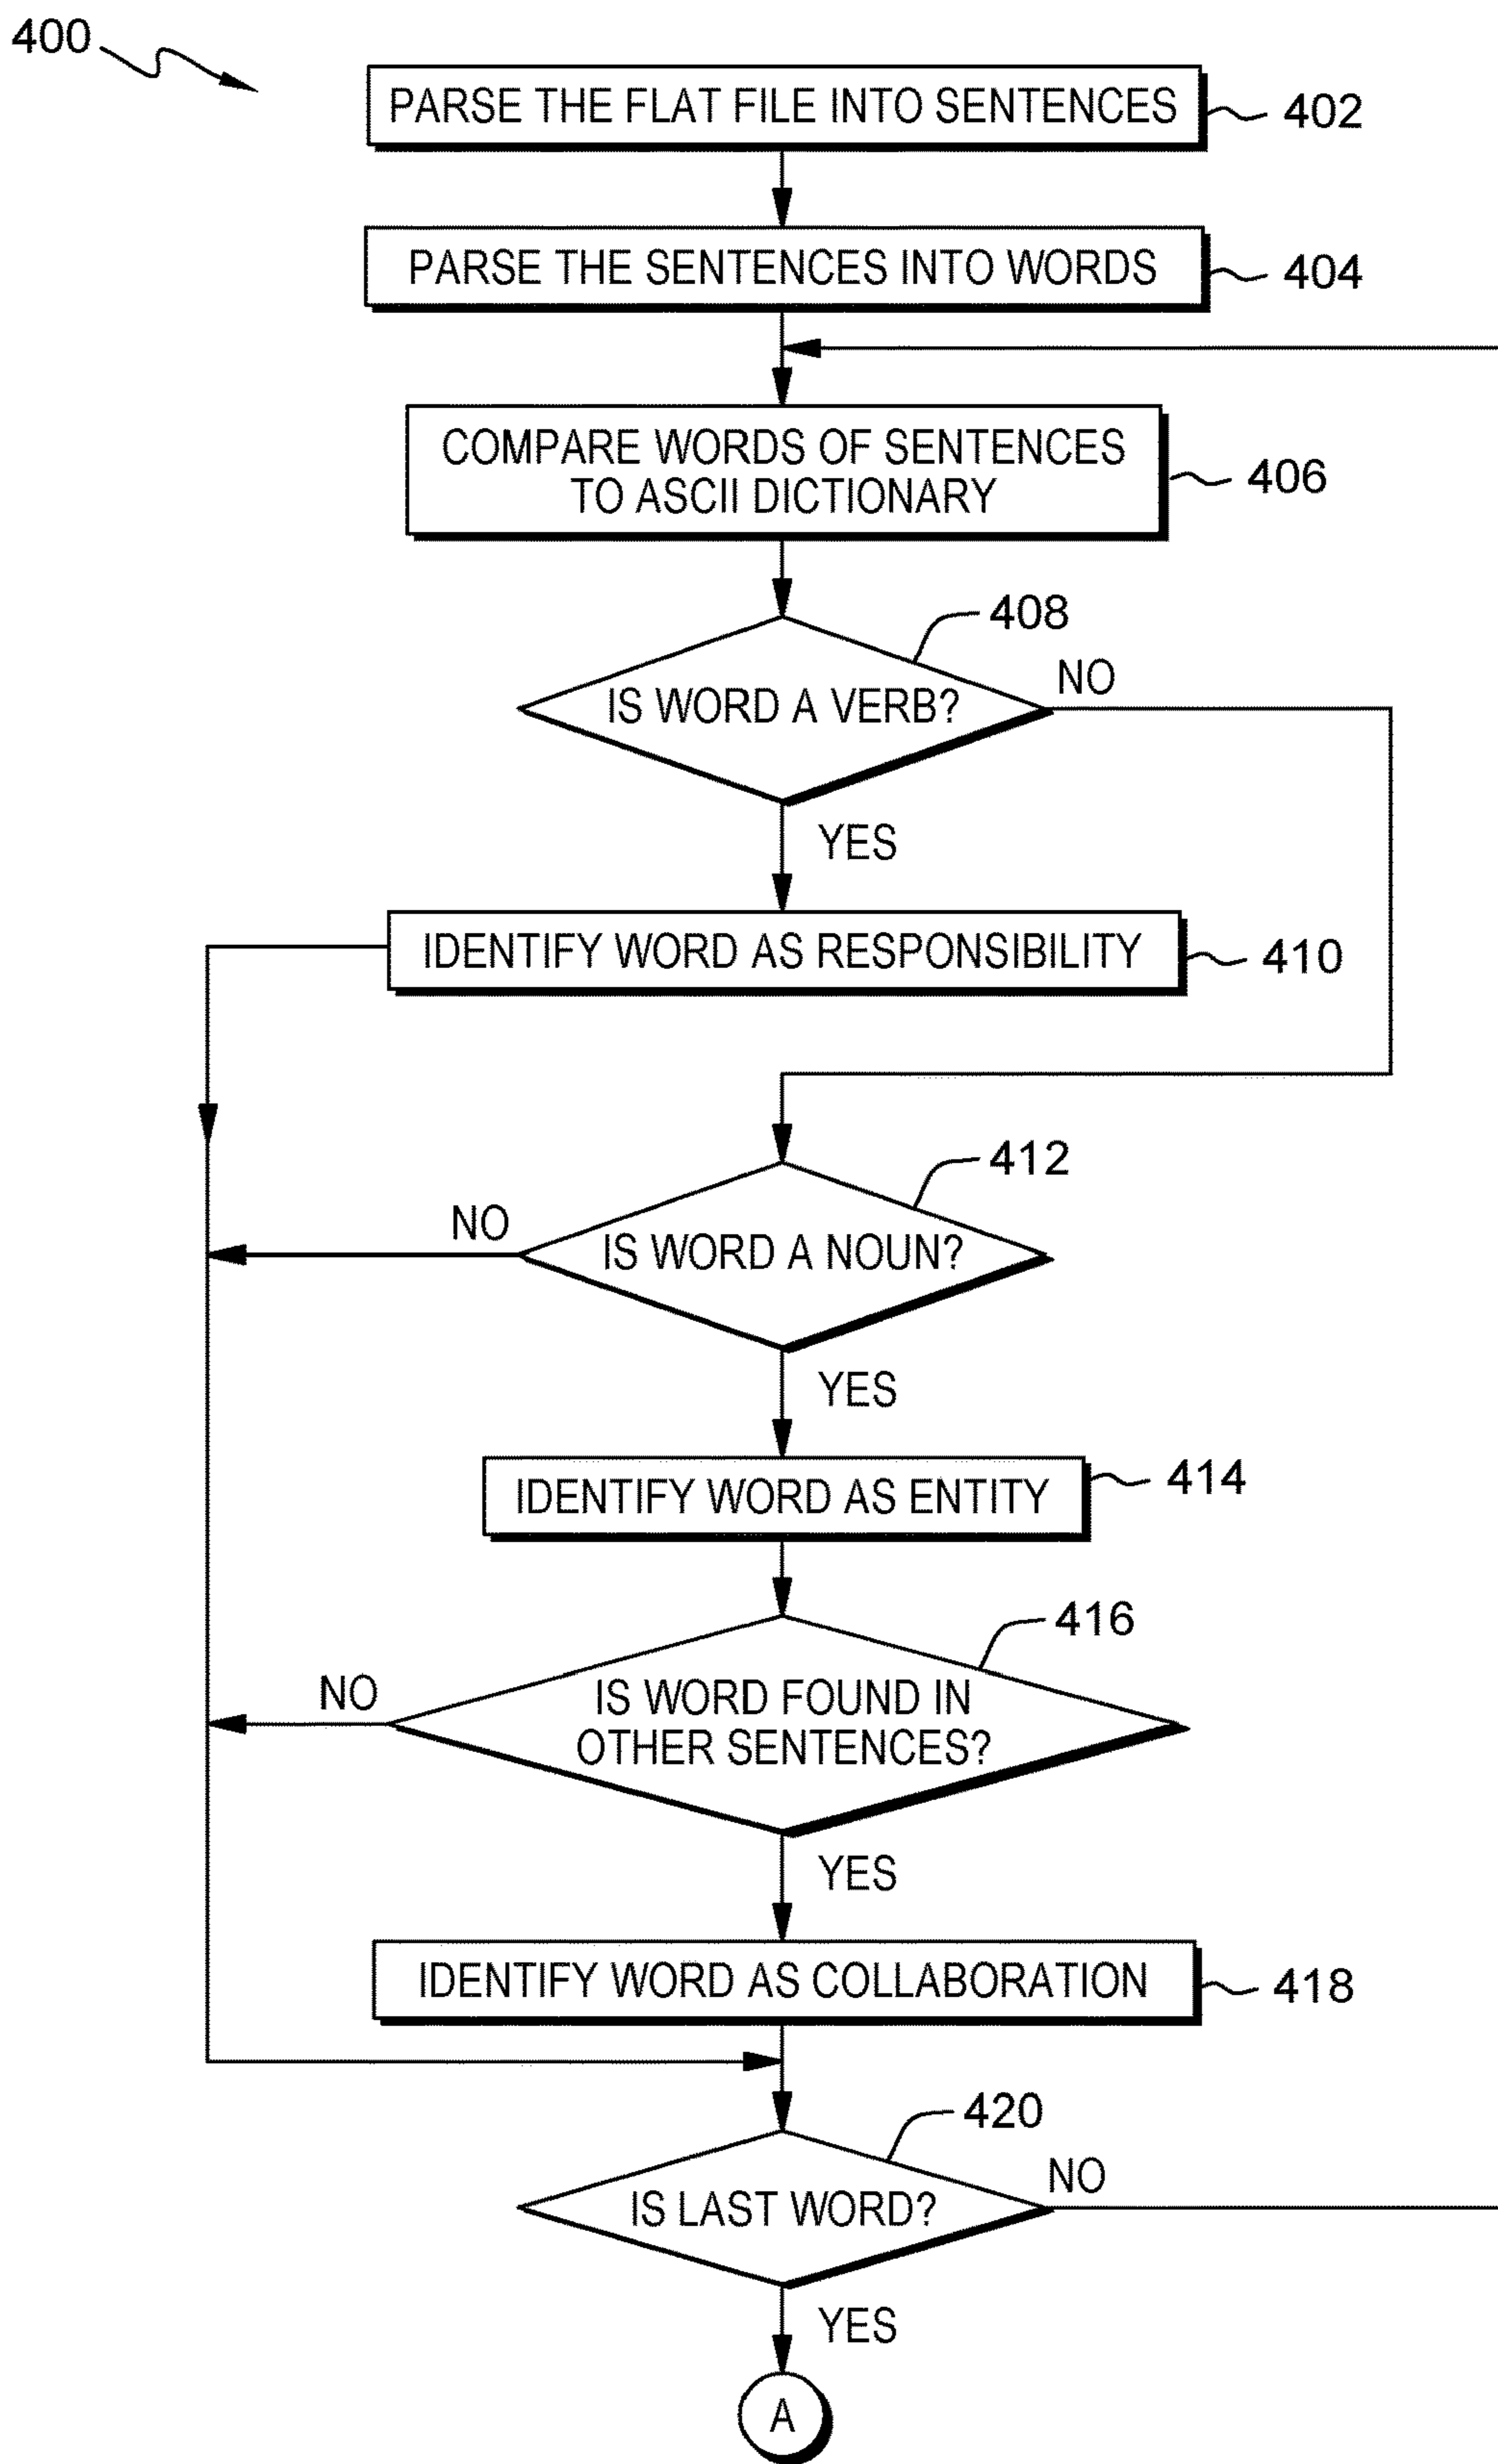 400
PARSE THE FLAT FILE INTO SENTENCES
402
PARSE THE SENTENCES INTO WORDS
404
COMPARE WORDS OF SENTENCES
TO ASCII DICTIONARY
406
408
IS WORD A VERB?
NO
YES
IDENTIFY WORD AS RESPONSIBILITY
410
412
NO
IS WORD A NOUN?
YES
IDENTIFY WORD AS ENTITY
414
416
NO
IS WORD FOUND IN
OTHER SENTENCES?
YES
IDENTIFY WORD AS COLLABORATION
418
420
IS LAST WORD?
NO
YES
A